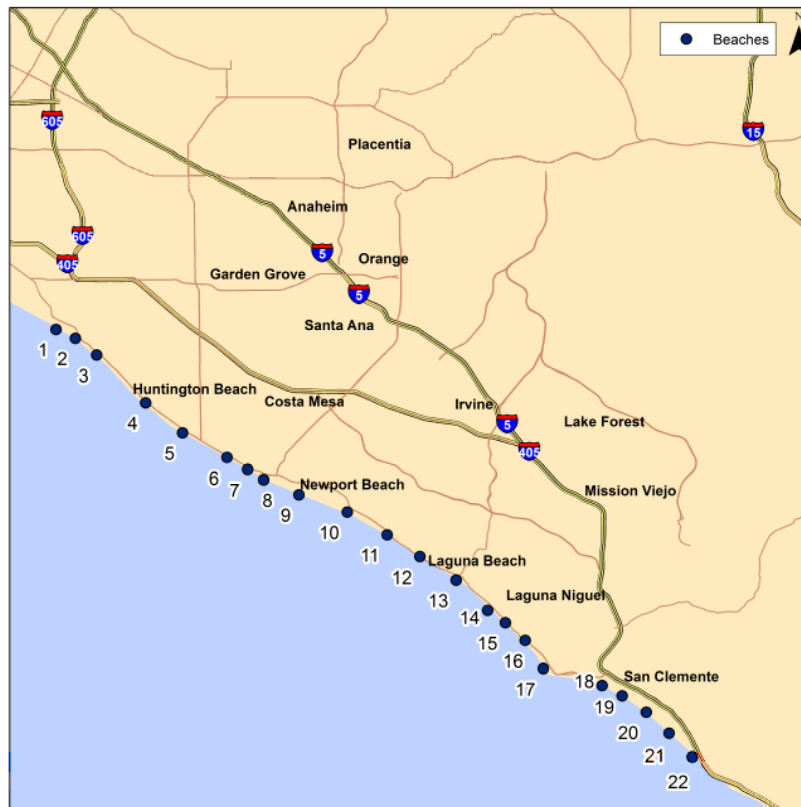 N
Beaches
605
15
Placentia
Anaheim
605
405
5
Orange
Garden Grove
5
Santa Ana
1
2
3
Huntington Beach
4
Costa Mesa
Irvine
5
Lake Forest
405
5
6
7
8
Newport Beach
Mission Viejo
9
10
11
12
Laguna Beach
13
Laguna Niguel
14
15
16
17
18
San Clemente
19
20
21
22